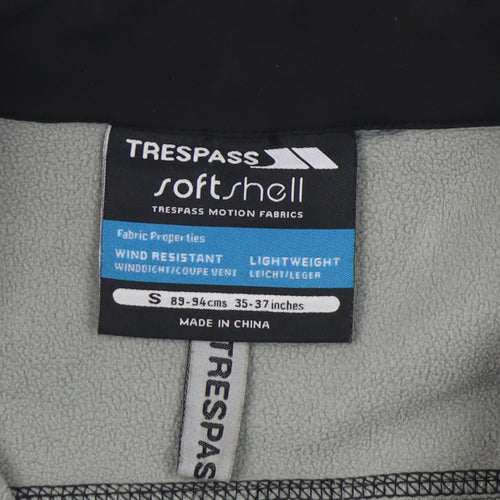 TRESPASS
softshell
TRESPASS MOTION FABRICS
Fabric Properties
WIND RESISTANT LIGHTWEIGHT
WINDDICHT/COUPE VENT LEICHT/LEGER
S 89-94cms 35-37inches
MADE IN CHINA
TRESPASS